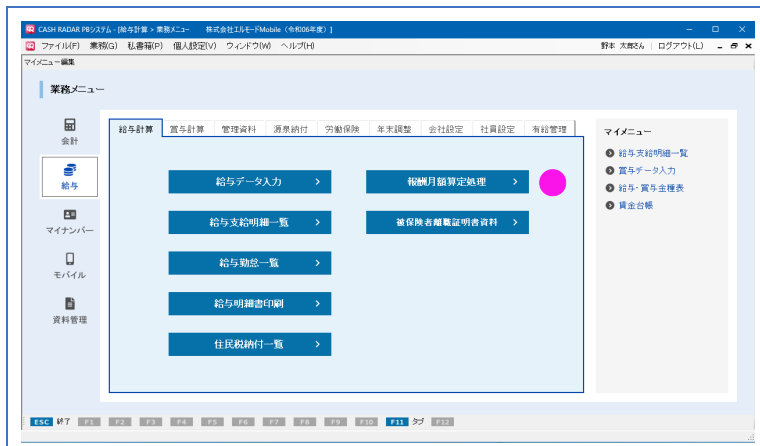 CASH RADAR PBシステム - [給与計算 > 業務メニュー 株式会社エルモードMobile（令和06年度）]
ファイル(F) 業務(G) 私書箱(P) 個人設定(V) ウィンドウ(W) ヘルプ(H) 野本 太郎さん ログアウト(L)
マイメニュー編集
業務メニュー
会計
給与
マイナンバー
モバイル
資料管理
給与計算 賞与計算 管理資料 源泉納付 労働保険 年末調整 会社設定 社員設定 有給管理
給与データ入力
報酬月額算定処理
給与支給明細一覧
被保険者離職証明書資料
給与勤怠一覧
給与明細書印刷
住民税納付一覧
マイメニュー
給与支給明細一覧
賞与データ入力
給与・賞与金種表
賃金台帳
ESC 終了 F1 F2 F3 F4 F5 F6 F7 F8 F9 F10 F11 タブ F12